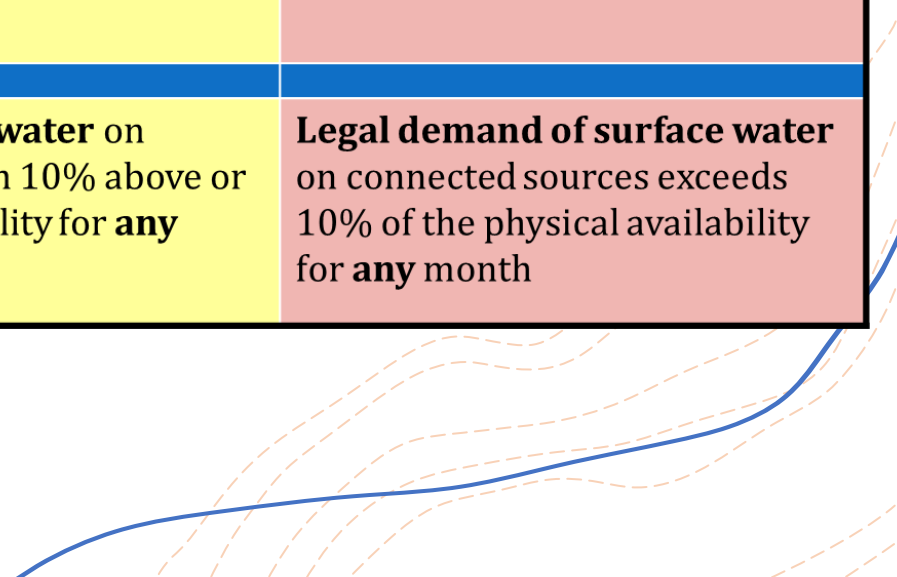 water on
10% above or
for any
Legal demand of surface water
on connected sources exceeds
10% of the physical availability
for any month